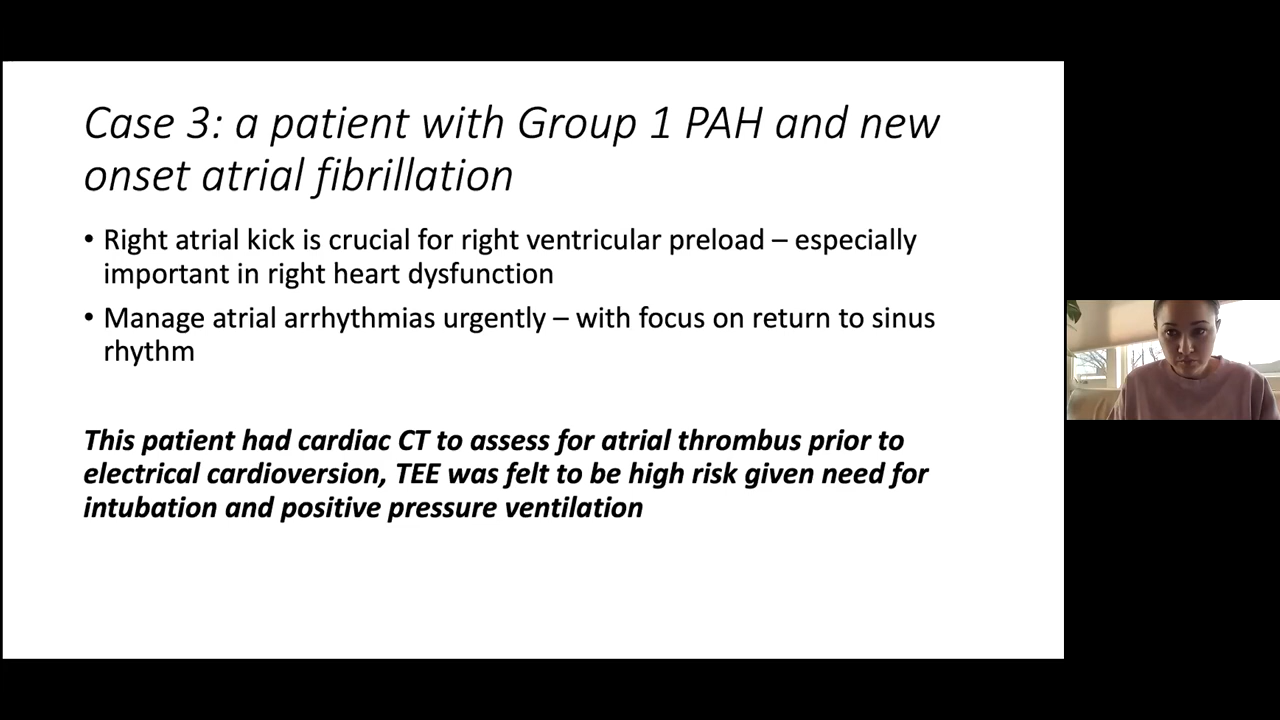 Case 3: a patient with Group 1 PAH and new
onset atrial fibrillation
• Right atrial kick is crucial for right ventricular preload – especially
important in right heart dysfunction
• Manage atrial arrhythmias urgently – with focus on return to sinus
rhythm
This patient had cardiac CT to assess for atrial thrombus prior to
electrical cardioversion, TEE was felt to be high risk given need for
intubation and positive pressure ventilation